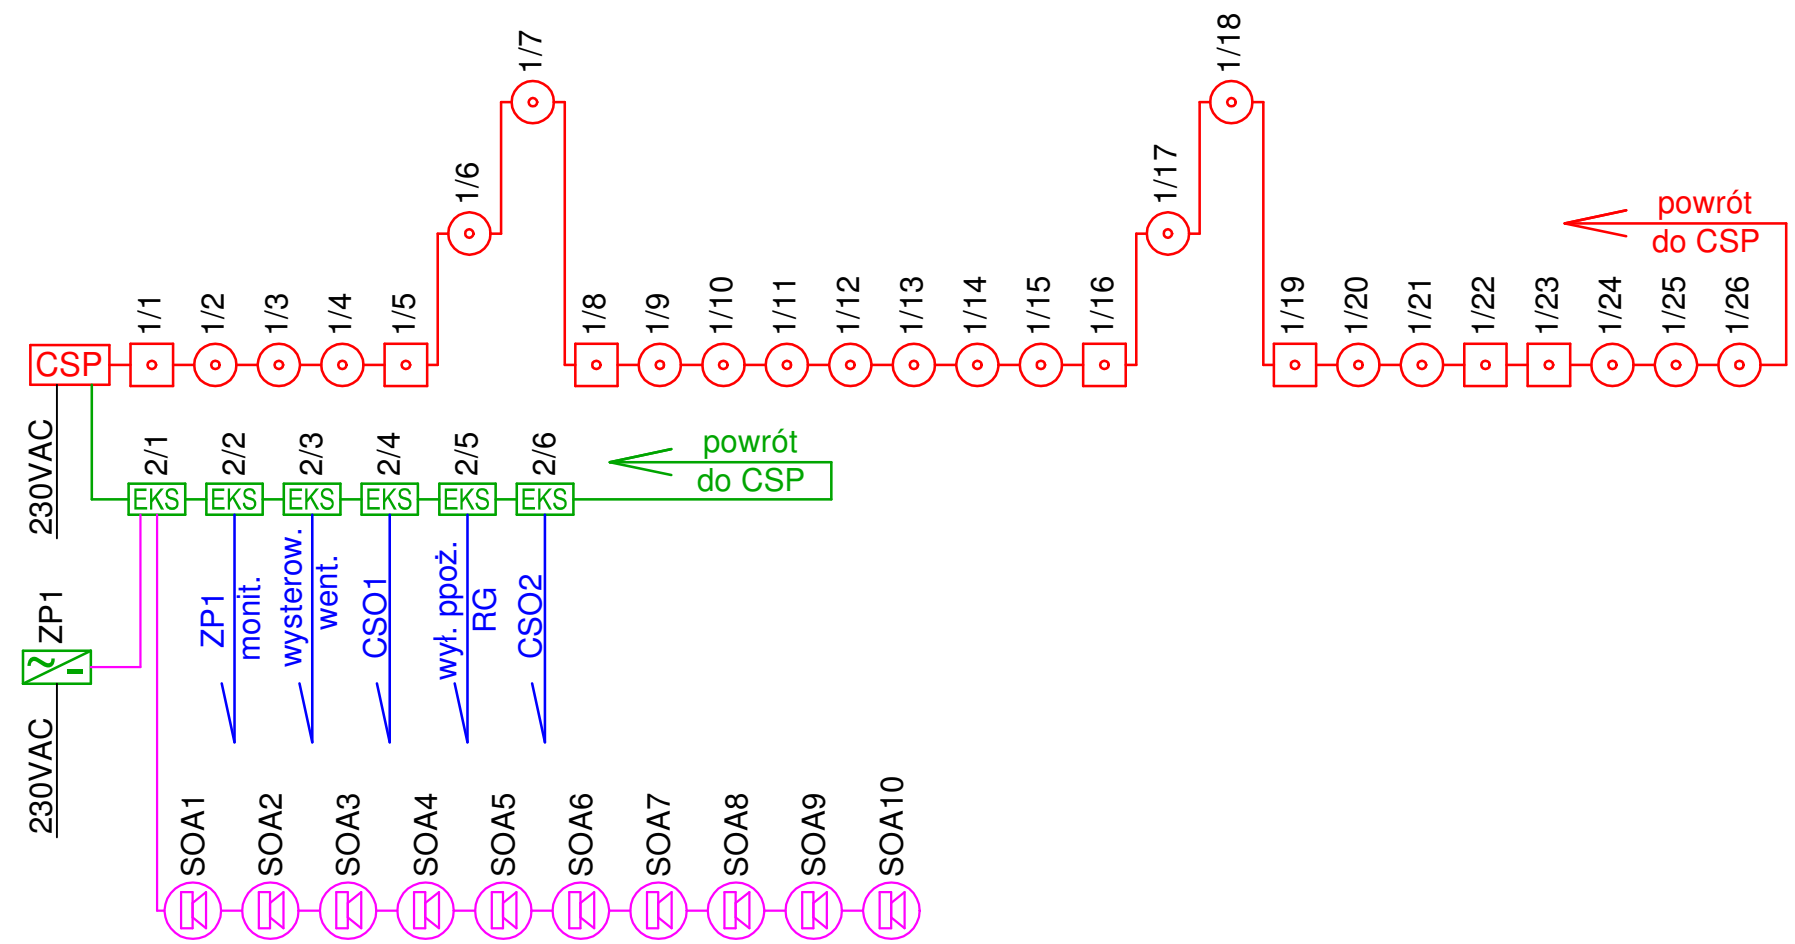 1/7
1/18
1/6
1/17
powrót
do CSP
1/1
1/2
1/3
1/4
1/5
1/8
1/9
1/10
1/11
1/12
1/13
1/14
1/15
1/16
1/19
1/20
1/21
1/22
1/23
1/24
1/25
1/26
CSP
230VAC
2/1
2/2
2/3
2/4
2/5
2/6
powrót
do CSP
EKS
EKS
EKS
EKS
EKS
EKS
ZP1
monit.
wysterow.
went.
CSO1
wył. ppoż.
RG
CSO2
ZP1
230VAC
SOA1
SOA2
SOA3
SOA4
SOA5
SOA6
SOA7
SOA8
SOA9
SOA10